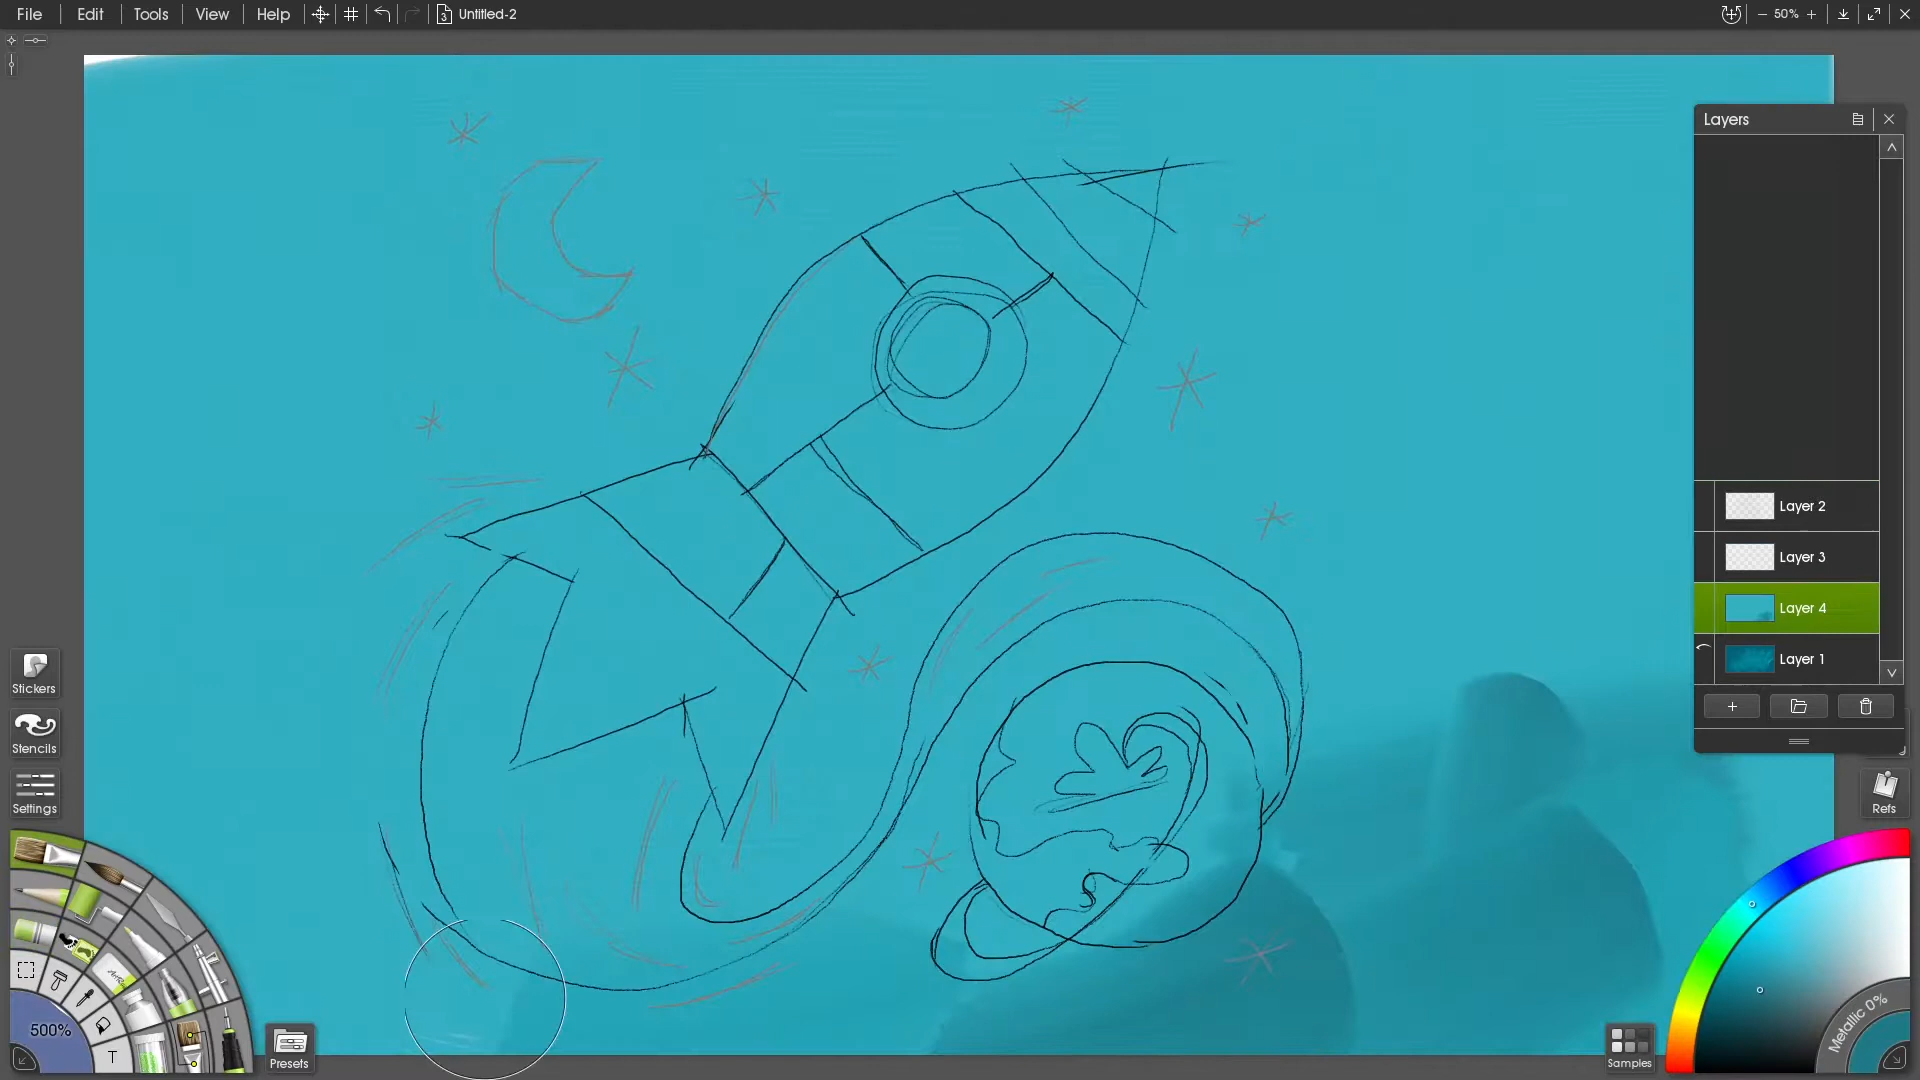 File Edit Tools View Help 3 Untitled-2 50%
Layers
Layer 2
Layer 3
Layer 4
Layer 1
Stickers
Stencils
Settings
Refs
500%
T
Presets
Samples
Metallic 0%